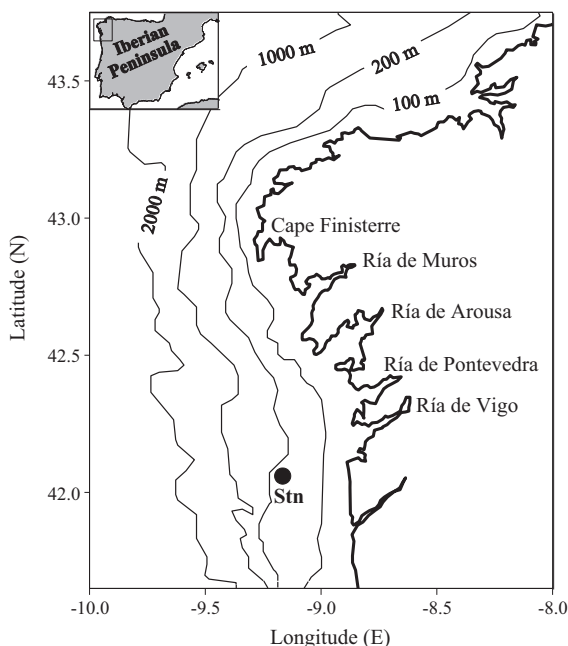 Iberian
Peninsula
1000 m
200 m
100 m
2000 m
Cape Finisterre
Ría de Muros
Ría de Arousa
Ría de Pontevedra
Ría de Vigo
Stn
43.5
43.0
42.5
42.0
Latitude (N)
-10.0 -9.5 -9.0 -8.5 -8.0
Longitude (E)